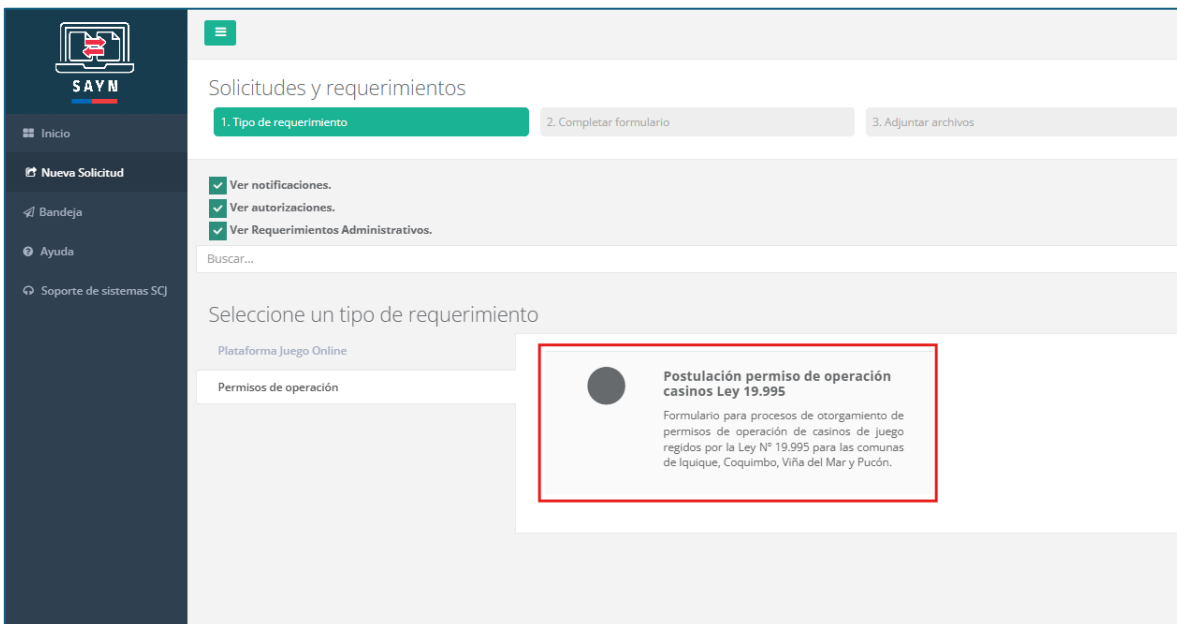 SAYN
Inicio
Nueva Solicitud
Bandeja
Ayuda
Soporte de sistemas SCJ
Solicitudes y requerimientos
1. Tipo de requerimiento
2. Completar formulario
3. Adjuntar archivos
Ver notificaciones.
Ver autorizaciones.
Ver Requerimientos Administrativos.
Buscar...
Seleccione un tipo de requerimiento
Plataforma Juego Online
Permisos de operación
Postulación permiso de operación
casinos Ley 19.995
Formulario para procesos de otorgamiento de
permisos de operación de casinos de juego
regidos por la Ley N° 19.995 para las comunas
de Iquique, Coquimbo, Viña del Mar y Pucón.